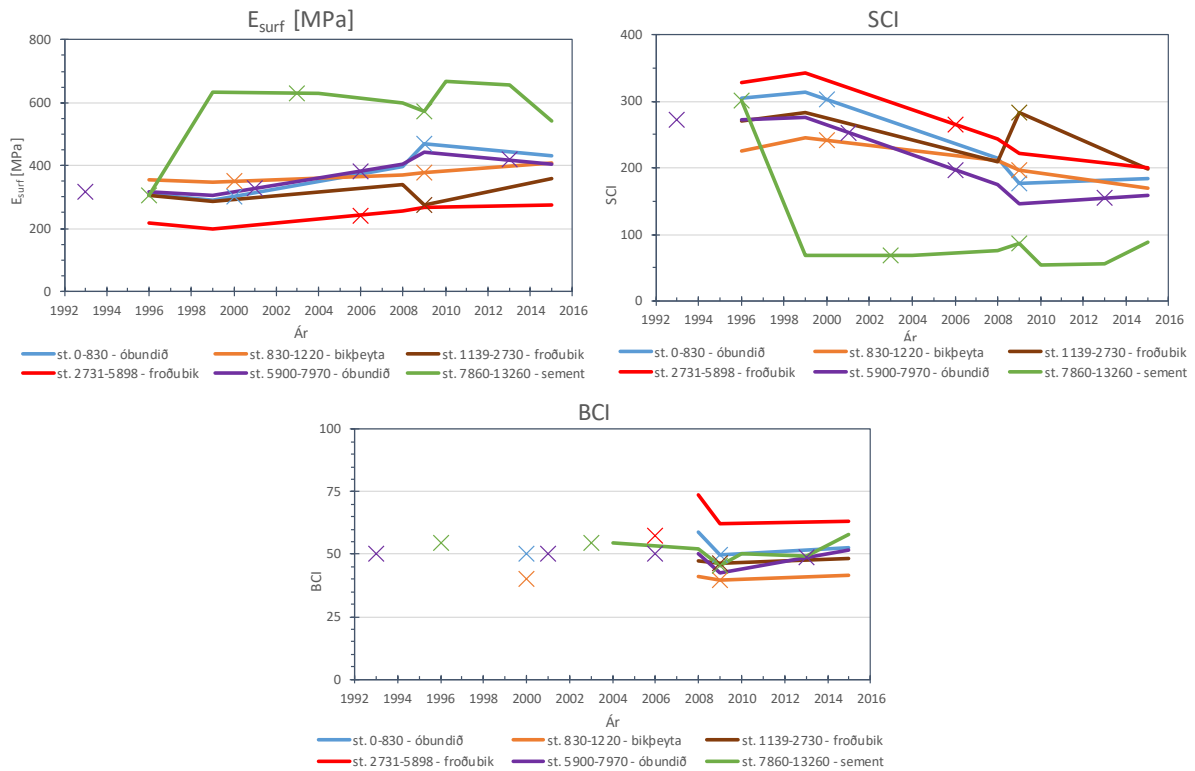 E_surf [MPa]
E_surf [MPa]
800
600
400
200
0
1992 1994 1996 1998 2000 2002 2004 2006 2008 2010 2012 2014 2016
Ár
st. 0-830 - óbundið st. 830-1220 - bikþeyta st. 1139-2730 - froðubik
st. 2731-5898 - froðubik st. 5900-7970 - óbundið st. 7860-13260 - sement
SCI
SCI
400
300
200
100
0
1992 1994 1996 1998 2000 2002 2004 2006 2008 2010 2012 2014 2016
Ár
st. 0-830 - óbundið st. 830-1220 - bikþeyta st. 1139-2730 - froðubik
st. 2731-5898 - froðubik st. 5900-7970 - óbundið st. 7860-13260 - sement
BCI
BCI
100
75
50
25
0
1992 1994 1996 1998 2000 2002 2004 2006 2008 2010 2012 2014 2016
Ár
st. 0-830 - óbundið st. 830-1220 - bikþeyta st. 1139-2730 - froðubik
st. 2731-5898 - froðubik st. 5900-7970 - óbundið st. 7860-13260 - sement